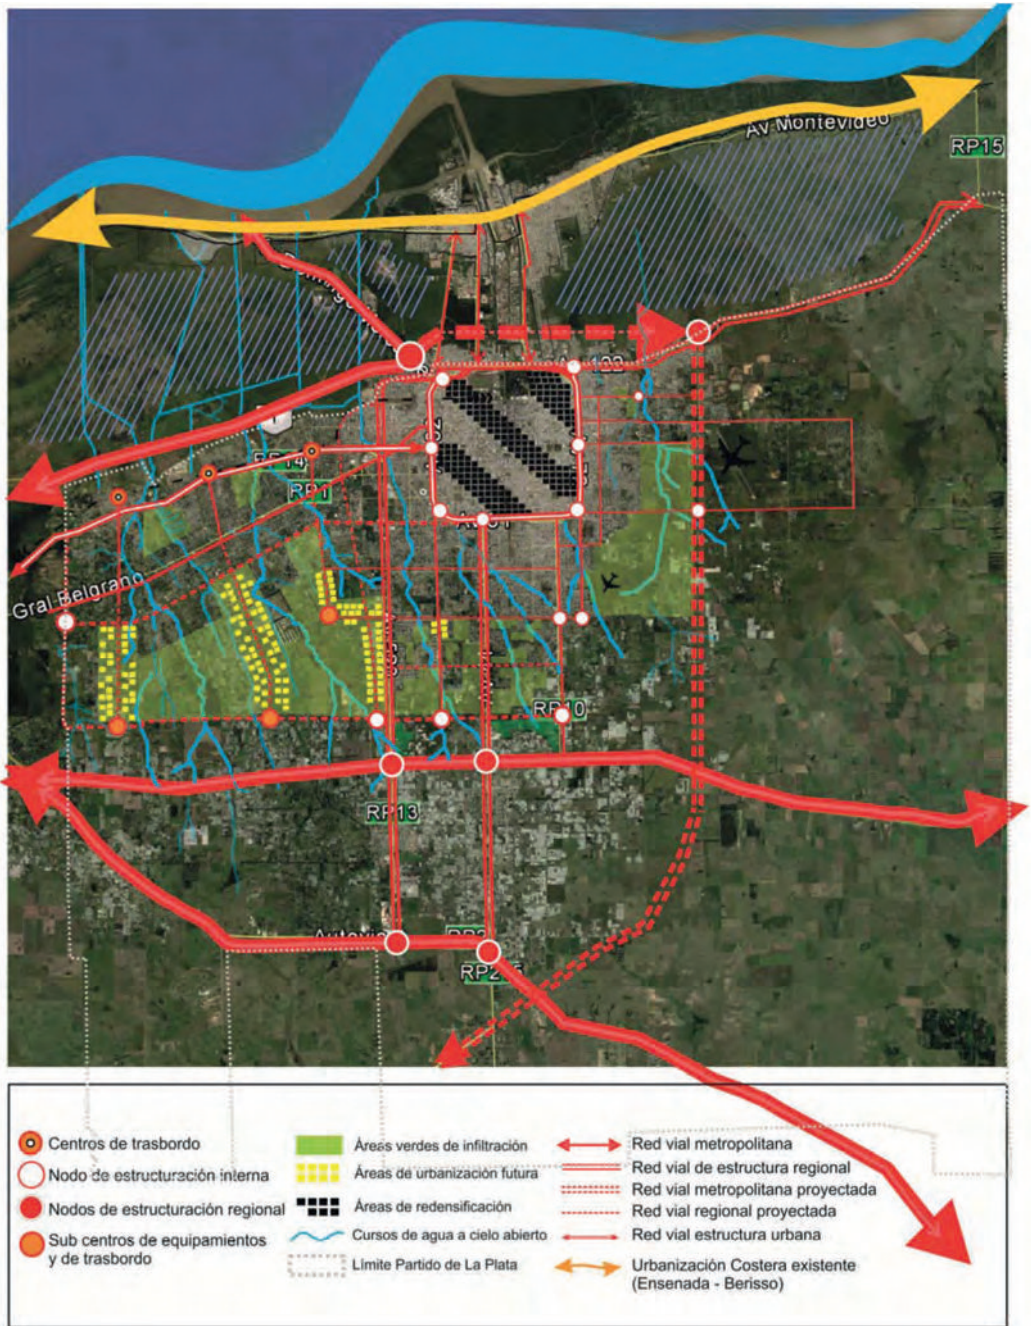 Av Montevideo
RP15
RP14
RP1
Gral Belgrano
RP10
RP13
Centros de trasbordo
Nodo de estructuración interna
Nodos de estructuración regional
Sub centros de equipamientos
y de trasbordo
Áreas verdes de infiltración
Áreas de urbanización futura
Áreas de redensificación
Cursos de agua a cielo abierto
Límite Partido de La Plata
Red vial metropolitana
Red vial de estructura regional
Red vial metropolitana proyectada
Red vial regional proyectada
Red vial estructura urbana
Urbanización Costera existente
(Ensenada - Berisso)